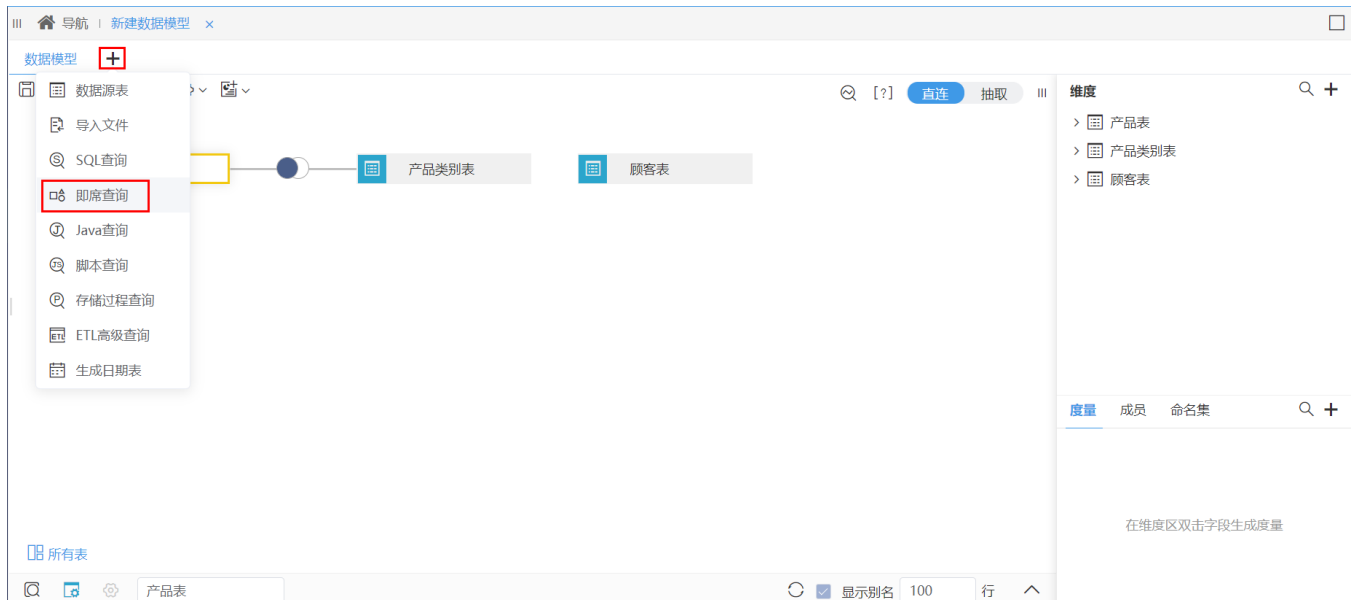 导航 新建数据模型 ×
数据模型 +
数据源表
导入文件
SQL查询
即席查询
Java查询
脚本查询
存储过程查询
ETL高级查询
生成日期表
[?] 直连 抽取
产品类别表 顾客表
维度
产品表
产品类别表
顾客表
度量 成员 命名集
在维度区双击字段生成度量
所有表
产品表 显示别名 100 行